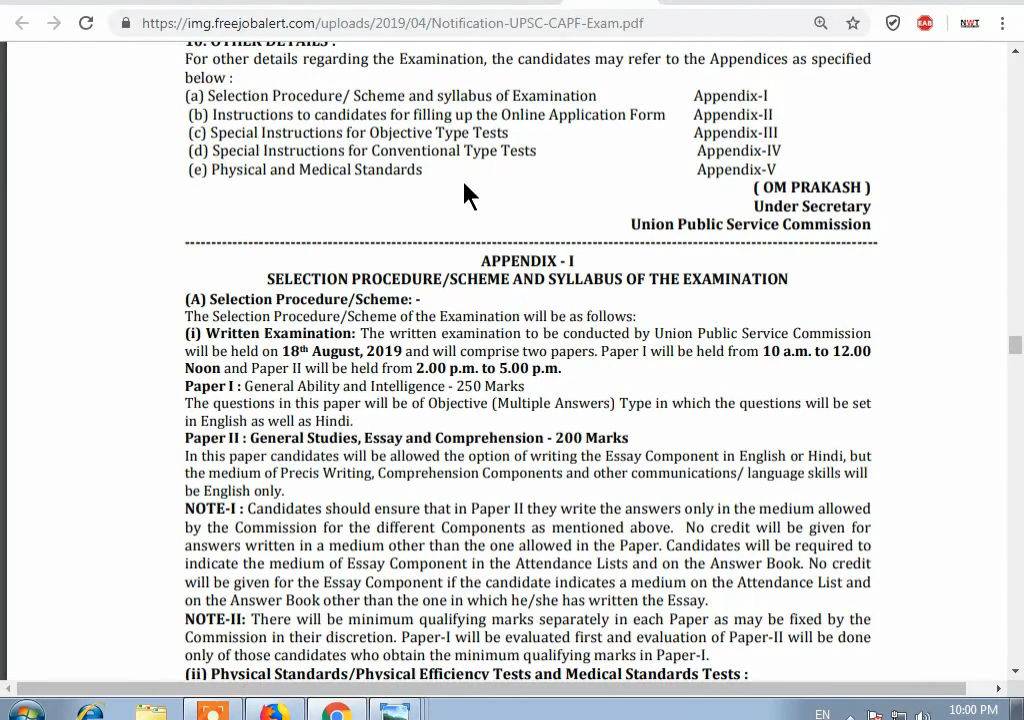 https://img.freejobalert.com/uploads/2019/04/Notification-UPSC-CAPF-Exam.pdf
EAB
NWT
10. OTHER DETAILS :
For other details regarding the Examination, the candidates may refer to the Appendices as specified
below :
(a) Selection Procedure/ Scheme and syllabus of Examination Appendix-I
(b) Instructions to candidates for filling up the Online Application Form Appendix-II
(c) Special Instructions for Objective Type Tests Appendix-III
(d) Special Instructions for Conventional Type Tests Appendix-IV
(e) Physical and Medical Standards Appendix-V
( OM PRAKASH )
Under Secretary
Union Public Service Commission
APPENDIX - I
SELECTION PROCEDURE/SCHEME AND SYLLABUS OF THE EXAMINATION
(A) Selection Procedure/Scheme: -
The Selection Procedure/Scheme of the Examination will be as follows:
(i) Written Examination: The written examination to be conducted by Union Public Service Commission
will be held on 18th August, 2019 and will comprise two papers. Paper I will be held from 10 a.m. to 12.00
Noon and Paper II will be held from 2.00 p.m. to 5.00 p.m.
Paper I : General Ability and Intelligence - 250 Marks
The questions in this paper will be of Objective (Multiple Answers) Type in which the questions will be set
in English as well as Hindi.
Paper II : General Studies, Essay and Comprehension - 200 Marks
In this paper candidates will be allowed the option of writing the Essay Component in English or Hindi, but
the medium of Precis Writing, Comprehension Components and other communications/ language skills will
be English only.
NOTE-I : Candidates should ensure that in Paper II they write the answers only in the medium allowed
by the Commission for the different Components as mentioned above. No credit will be given for
answers written in a medium other than the one allowed in the Paper. Candidates will be required to
indicate the medium of Essay Component in the Attendance Lists and on the Answer Book. No credit
will be given for the Essay Component if the candidate indicates a medium on the Attendance List and
on the Answer Book other than the one in which he/she has written the Essay.
NOTE-II: There will be minimum qualifying marks separately in each Paper as may be fixed by the
Commission in their discretion. Paper-I will be evaluated first and evaluation of Paper-II will be done
only of those candidates who obtain the minimum qualifying marks in Paper-I.
(ii) Physical Standards/Physical Efficiency Tests and Medical Standards Tests :
EN
10:00 PM